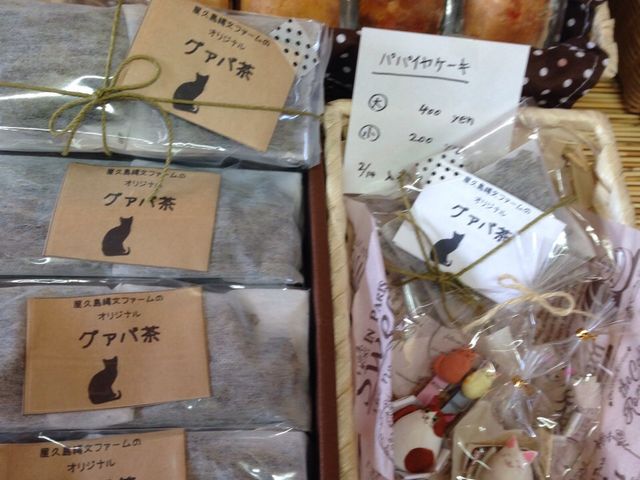 屋久島縄文ファームの
オリジナル
グァバ茶
屋久島縄文ファームの
オリジナル
グァバ茶
屋久島縄文ファームの
オリジナル
グァバ茶
屋久島縄文ファームの
オリジナル
パパイヤケーキ
大 400 yen
小 200
2/14
屋久島縄文ファームの
オリジナル
グァバ茶
IN PARIS